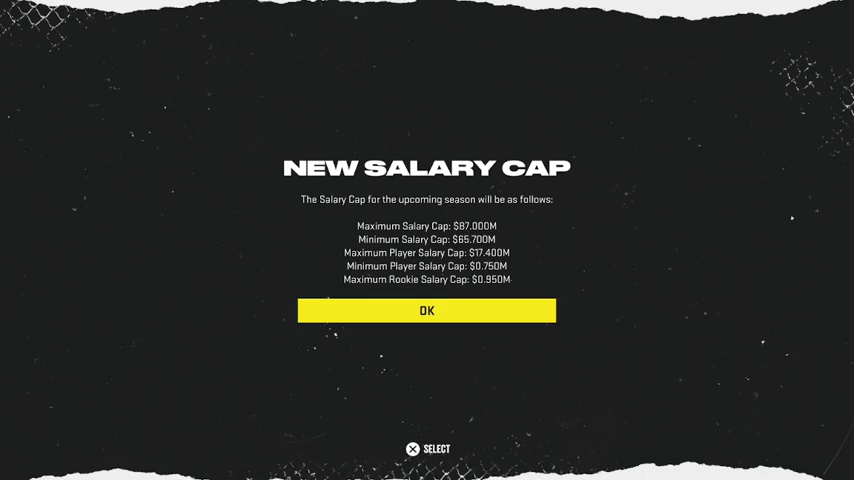 NEW SALARY CAP
The Salary Cap for the upcoming season will be as follows:
Maximum Salary Cap: $87.000M
Minimum Salary Cap: $65.700M
Maximum Player Salary Cap: $17.400M
Minimum Player Salary Cap: $0.750M
Maximum Rookie Salary Cap: $0.950M
OK
SELECT